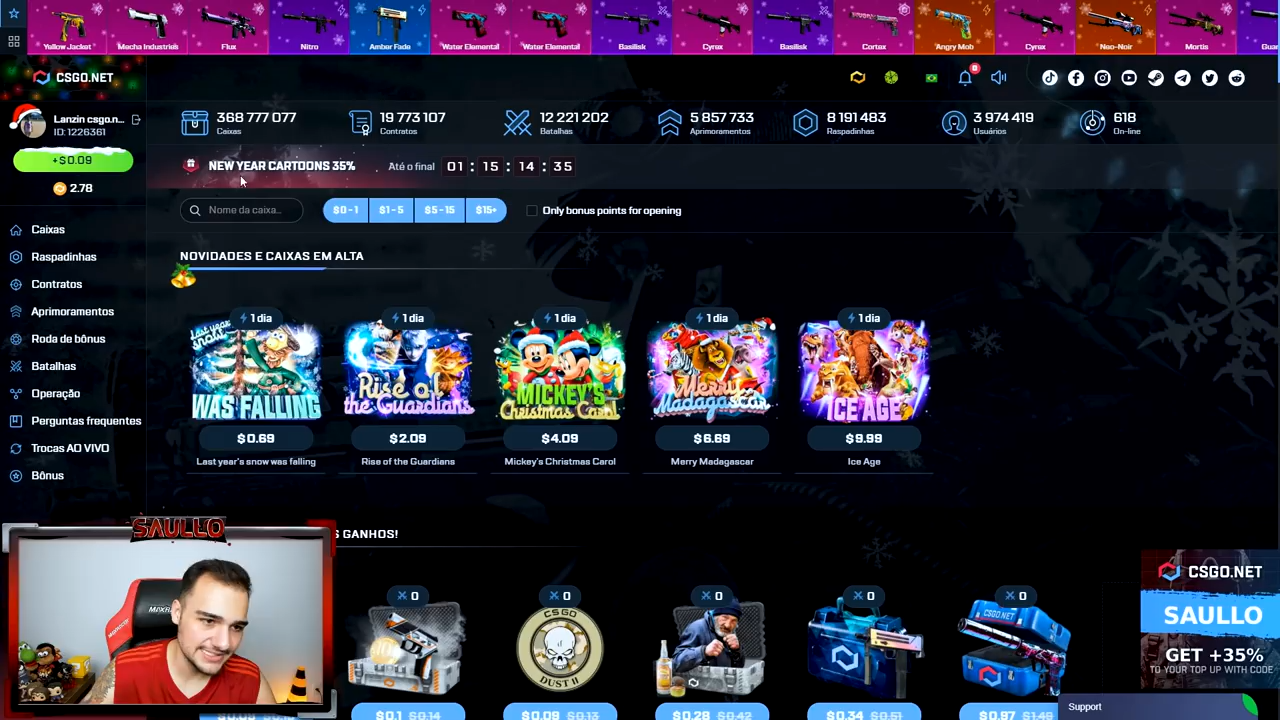 Yellow Jacket
Mecha Industries
Flux
Nitro
Amber Fade
Water Elemental
Water Elemental
Basilisk
Cyrex
Basilisk
Cortex
Angry Mob
Cyrex
Neo-Noir
Mortis
CSGO.NET
Lanzin csgo.n...
ID: 1226361
+$0.09
2.78
368 777 077
Caixas
19 773 107
Contratos
12 221 202
Batalhas
5 857 733
Aprimoramentos
8 191 483
Raspadinhas
3 974 419
Usuários
618
On-line
NEW YEAR CARTOONS 35%
Até o final
01 : 15 : 14 : 35
Nome da caixa...
$0 - 1
$1 - 5
$5 - 15
$15+
Only bonus points for opening
Caixas
Raspadinhas
Contratos
Aprimoramentos
Roda de bônus
Batalhas
Operação
Perguntas frequentes
Trocas AO VIVO
Bônus
NOVIDADES E CAIXAS EM ALTA
1 dia
1 dia
1 dia
1 dia
1 dia
Last year's
snow
WAS FALLING
Rise of
the Guardians
MICKEY'S
Christmas Carol
Merry
Madagascar
ICE AGE
$0.69
$2.09
$4.09
$6.69
$9.99
Last year's snow was falling
Rise of the Guardians
Mickey's Christmas Carol
Merry Madagascar
Ice Age
SAULLO
GANHOS!
0
0
0
0
0
CS GO
DUST II
CSGO.NET
$0.1 $0.14
$0.09 $0.13
$0.28 $0.42
$0.34 $0.51
$0.97 $1.46
CSGO.NET
SAULLO
GET +35%
TO YOUR TOP UP WITH CODE
Support